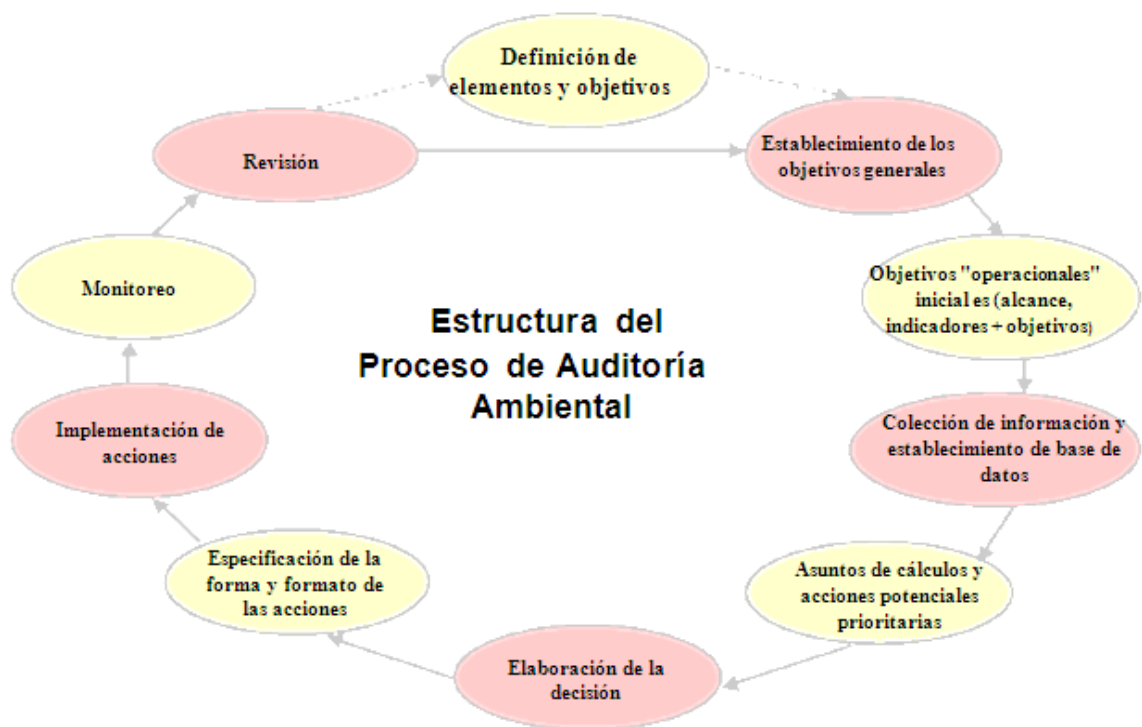 Definición de
elementos y objetivos
Revisión
Establecimiento de los
objetivos generales
Monitoreo
Objetivos "operacionales"
inicial es (alcance,
indicadores + objetivos)
Estructura del
Proceso de Auditoría
Ambiental
Implementación de
acciones
Colección de información y
establecimiento de base de
datos
Especificación de la
forma y formato de
las acciones
Asuntos de cálculos y
acciones potenciales
prioritarias
Elaboración de la
decisión